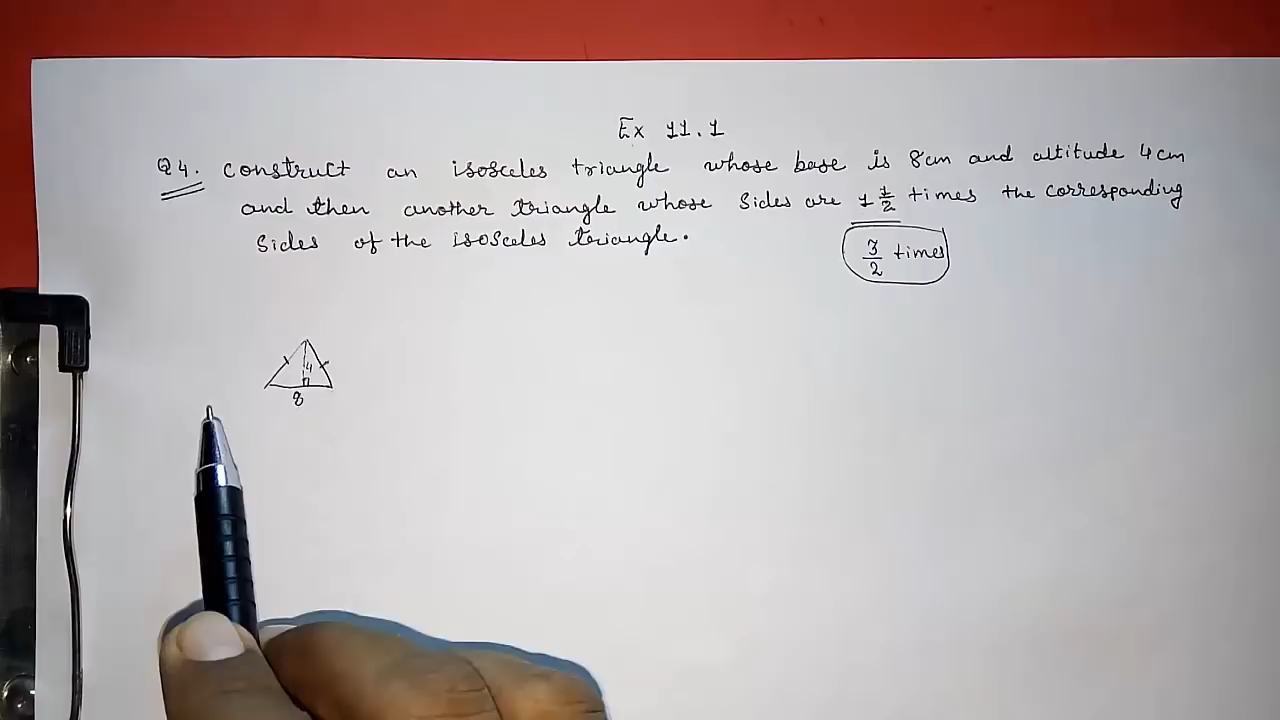 Ex 11.1
Q4. Construct an isosceles triangle whose base is 8cm and altitude 4cm
and then another triangle whose Sides are 1 1/2 times the corresponding
Sides of the isosceles triangle.
3/2 times
4
8